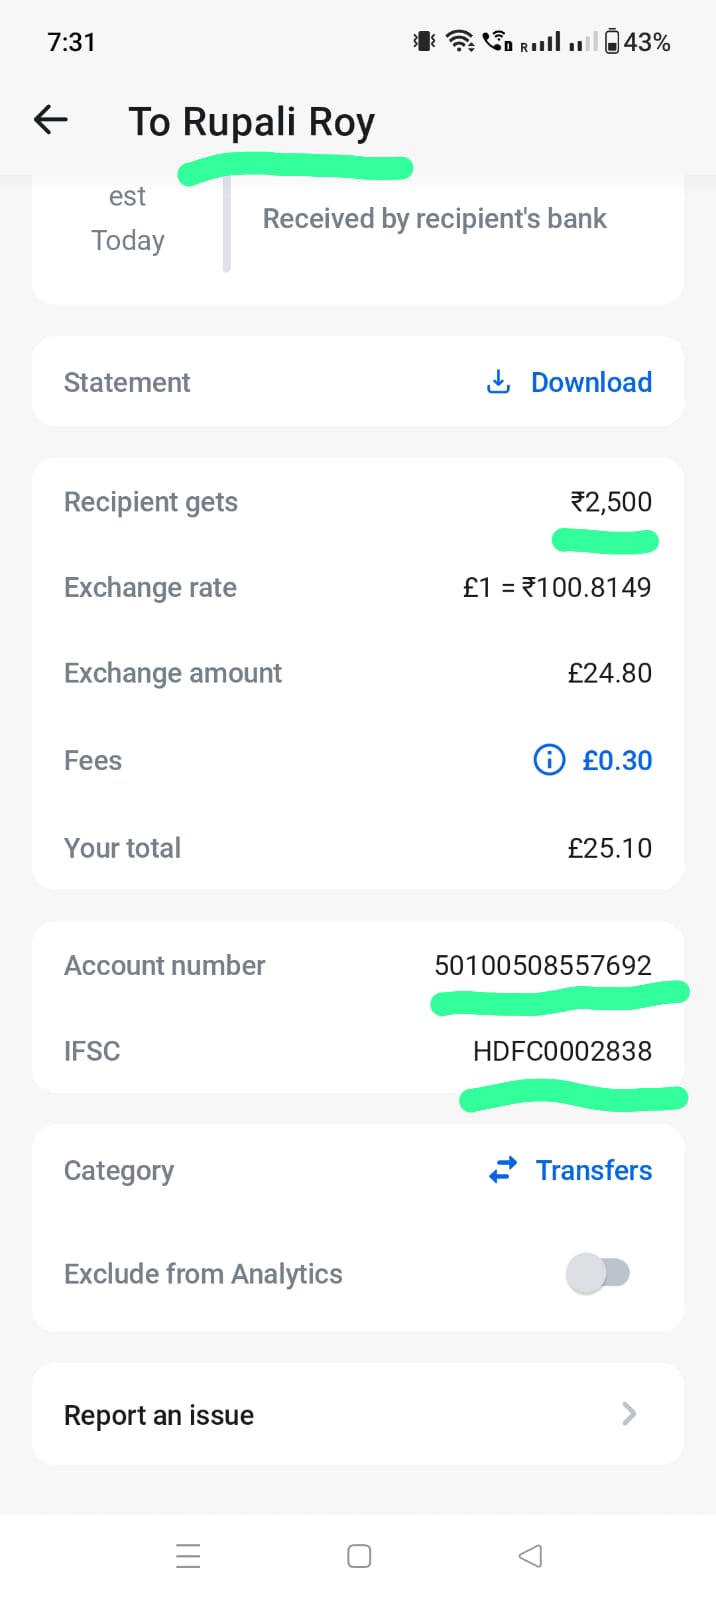 7:31
R 43%
To Rupali Roy
est
Today
Received by recipient's bank
Statement
Download
Recipient gets ₹2,500
Exchange rate £1 = ₹100.8149
Exchange amount £24.80
Fees £0.30
Your total £25.10
Account number 50100508557692
IFSC HDFC0002838
Category Transfers
Exclude from Analytics
Report an issue